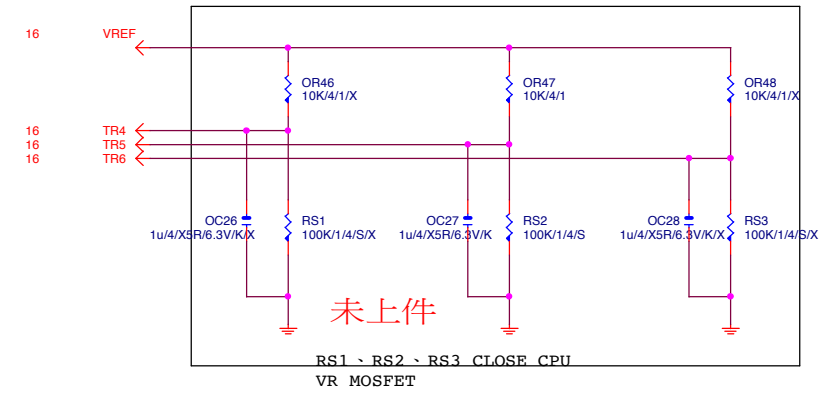 16 VREF
OR46 OR47 OR48
10K/4/1/X 10K/4/1 10K/4/1/X
16 TR4
16 TR5
16 TR6
OC26 RS1 OC27 RS2 OC28 RS3
1u/4/X5R/6.3V/K/X 100K/1/4/S/X 1u/4/X5R/6.3V/K 100K/1/4/S 1u/4/X5R/6.3V/K/X 100K/1/4/S/X
未上件
RS1、RS2、RS3 CLOSE CPU
VR MOSFET